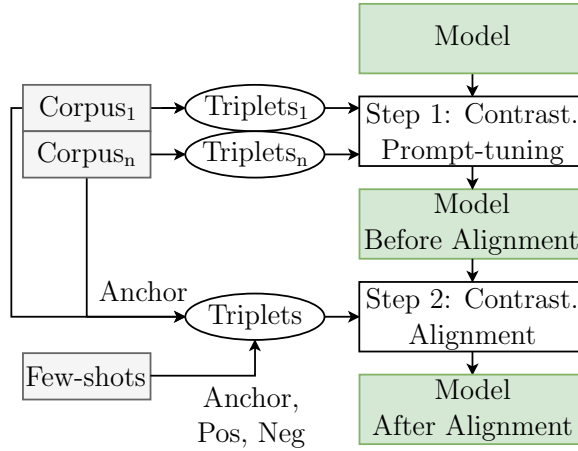 Model
Corpus1
Triplets1
Step 1: Contrast.
Prompt-tuning
Corpusn
Tripletsn
Model
Before Alignment
Anchor
Triplets
Step 2: Contrast.
Alignment
Few-shots
Anchor,
Pos, Neg
Model
After Alignment